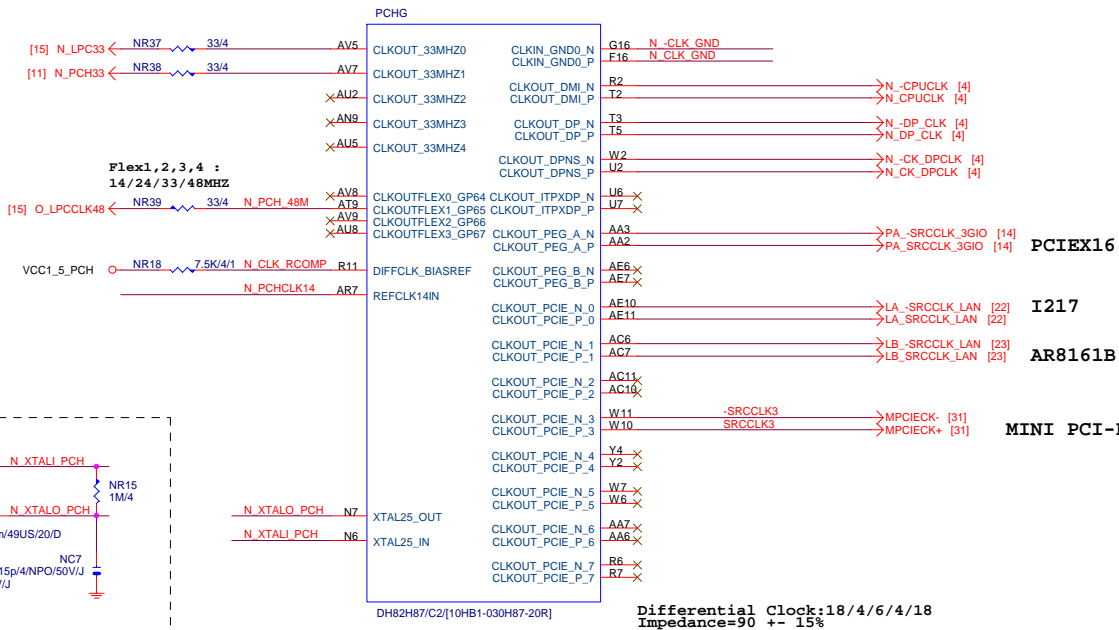 PCHG
[15] N_LPC33 NR37 33/4 AV5 CLKOUT_33MHZ0
[11] N_PCH33 NR38 33/4 AV7 CLKOUT_33MHZ1
AU2 CLKOUT_33MHZ2
AN9 CLKOUT_33MHZ3
AU5 CLKOUT_33MHZ4
Flex1,2,3,4 :
14/24/33/48MHZ
AV8 CLKOUTFLEX0_GP64
[15] O_LPCCLK48 NR39 33/4 N_PCH_48M AT9 CLKOUTFLEX1_GP65
AV9 CLKOUTFLEX2_GP66
AU8 CLKOUTFLEX3_GP67
VCC1_5_PCH NR18 7.5K/4/1 N_CLK_RCOMP R11 DIFFCLK_BIASREF
N_PCHCLK14 AR7 REFCLK14IN
N_XTALO_PCH N7 XTAL25_OUT
N_XTALI_PCH N6 XTAL25_IN
CLKIN_GND0_N G16 N_-CLK_GND
CLKIN_GND0_P F16 N_CLK_GND
CLKOUT_DMI_N R2 N_-CPUCLK [4]
CLKOUT_DMI_P T2 N_CPUCLK [4]
CLKOUT_DP_N T3 N_-DP_CLK [4]
CLKOUT_DP_P T5 N_DP_CLK [4]
CLKOUT_DPNS_N W2 N_-CK_DPCLK [4]
CLKOUT_DPNS_P U2 N_CK_DPCLK [4]
CLKOUT_ITPXDP_N U6
CLKOUT_ITPXDP_P U7
CLKOUT_PEG_A_N AA3 PA_-SRCCLK_3GIO [14]
CLKOUT_PEG_A_P AA2 PA_SRCCLK_3GIO [14]
PCIEX16
CLKOUT_PEG_B_N AE6
CLKOUT_PEG_B_P AE7
CLKOUT_PCIE_N_0 AE10 LA_-SRCCLK_LAN [22]
CLKOUT_PCIE_P_0 AE11 LA_SRCCLK_LAN [22]
I217
CLKOUT_PCIE_N_1 AC6 LB_-SRCCLK_LAN [23]
CLKOUT_PCIE_P_1 AC7 LB_SRCCLK_LAN [23]
AR8161B
CLKOUT_PCIE_N_2 AC11
CLKOUT_PCIE_P_2 AC10
CLKOUT_PCIE_N_3 W11 -SRCCLK3 MPCIECK- [31]
CLKOUT_PCIE_P_3 W10 SRCCLK3 MPCIECK+ [31]
MINI PCI-
CLKOUT_PCIE_N_4 Y4
CLKOUT_PCIE_P_4 Y2
CLKOUT_PCIE_N_5 W7
CLKOUT_PCIE_P_5 W6
CLKOUT_PCIE_N_6 AA7
CLKOUT_PCIE_P_6 AA6
CLKOUT_PCIE_N_7 R6
CLKOUT_PCIE_P_7 R7
N_XTALI_PCH
NR15
1M/4
N_XTALO_PCH
/49US/20/D
NC7
15p/4/NPO/50V/J
/J
DH82H87/C2/[10HB1-030H87-20R]
Differential Clock:18/4/6/4/18
Impedance=90 +- 15%